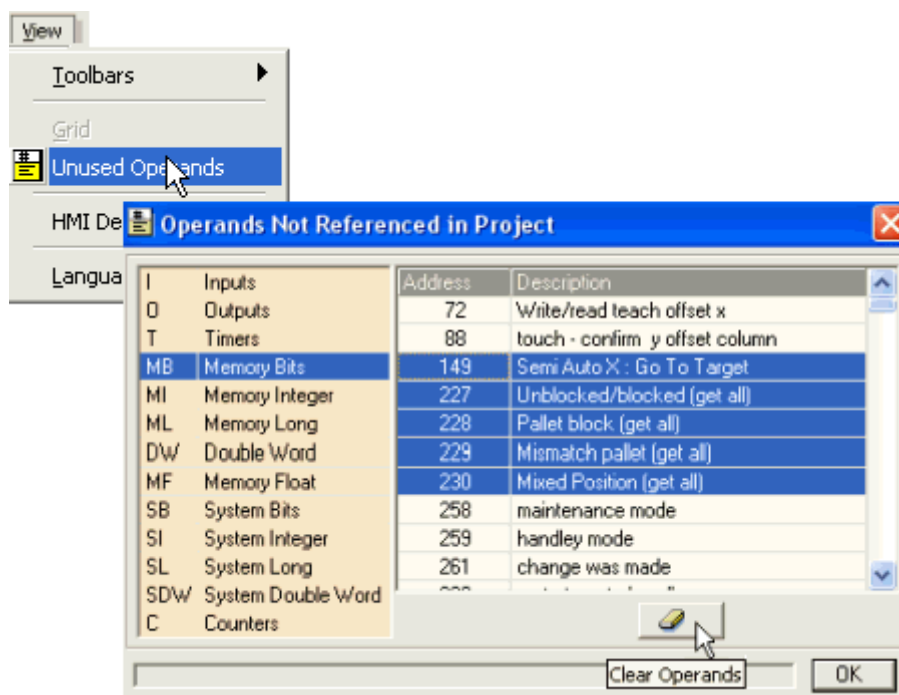 View
Toolbars
Grid
Unused Operands
HMI De
Langua
Operands Not Referenced in Project
Address Description
I Inputs
O Outputs
T Timers
MB Memory Bits
MI Memory Integer
ML Memory Long
DW Double Word
MF Memory Float
SB System Bits
SI System Integer
SL System Long
SDW System Double Word
C Counters
72 Write/read teach offset x
88 touch - confirm y offset column
149 Semi Auto X : Go To Target
227 Unblocked/blocked (get all)
228 Pallet block (get all)
229 Mismatch pallet (get all)
230 Mixed Position (get all)
258 maintenance mode
259 handley mode
261 change was made
Clear Operands
OK